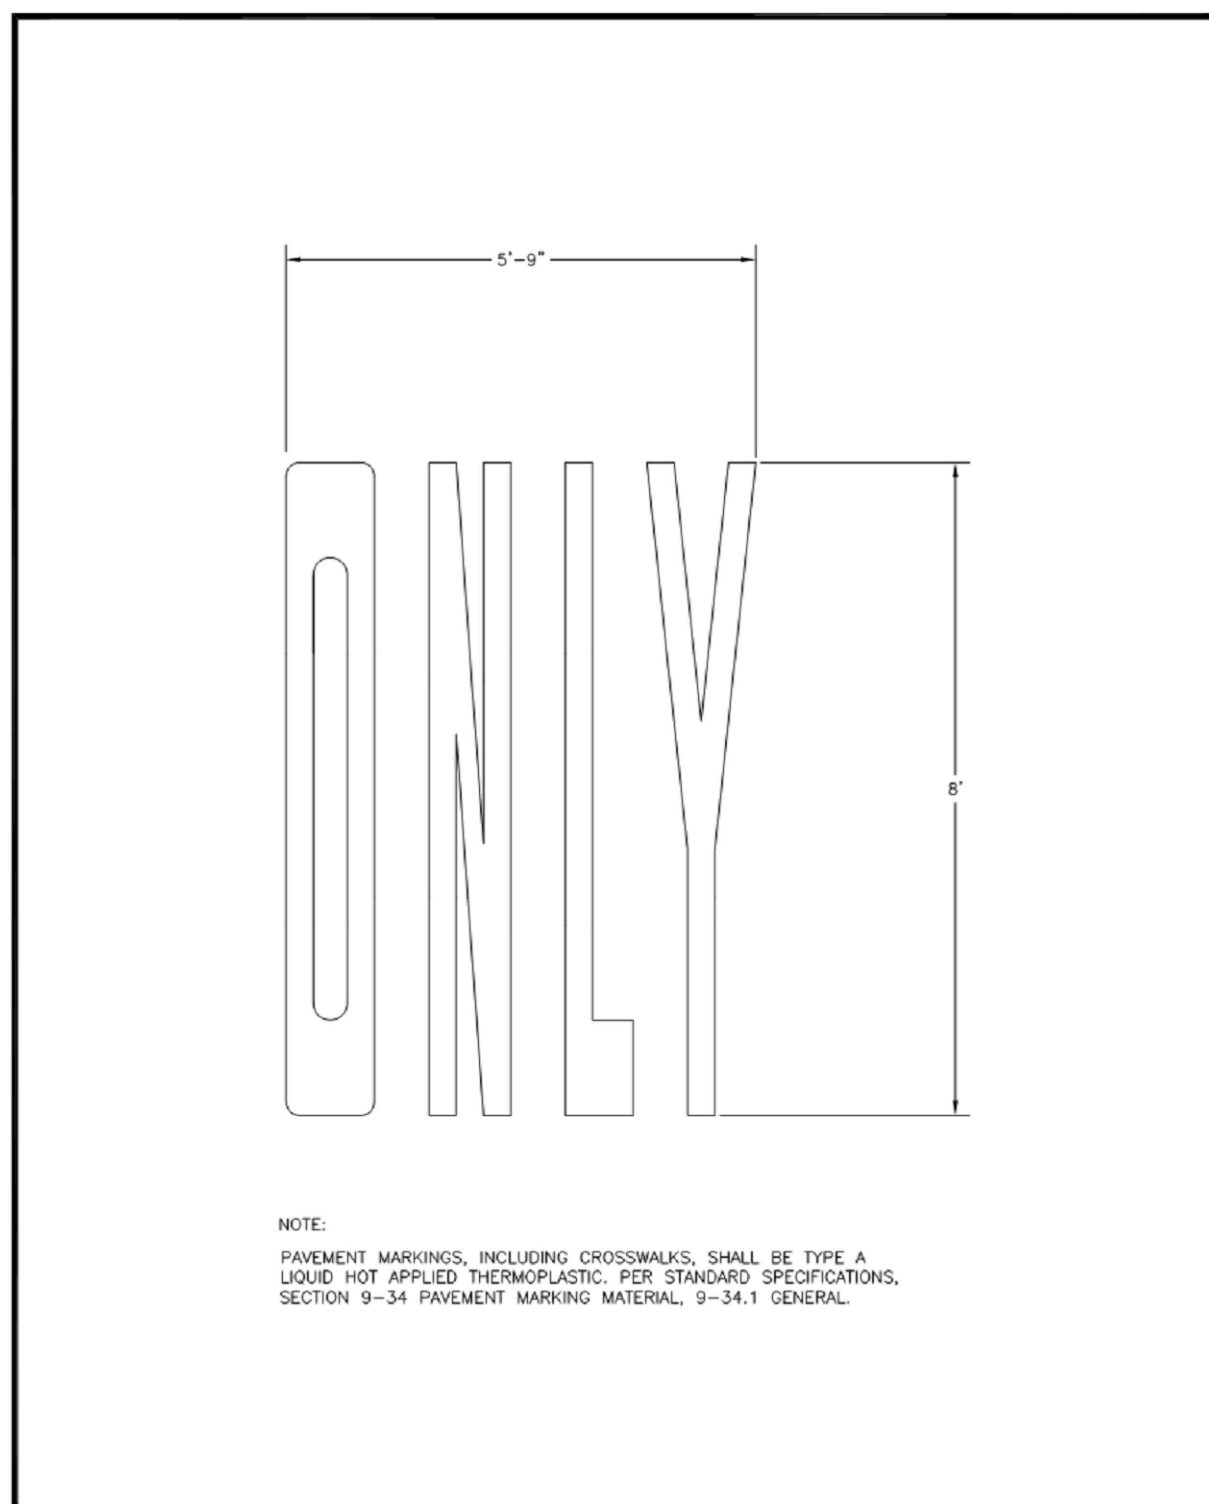 5'-9"
ONLY
8'
NOTE:
PAVEMENT MARKINGS, INCLUDING CROSSWALKS, SHALL BE TYPE A
LIQUID HOT APPLIED THERMOPLASTIC. PER STANDARD SPECIFICATIONS,
SECTION 9-34 PAVEMENT MARKING MATERIAL, 9-34.1 GENERAL.